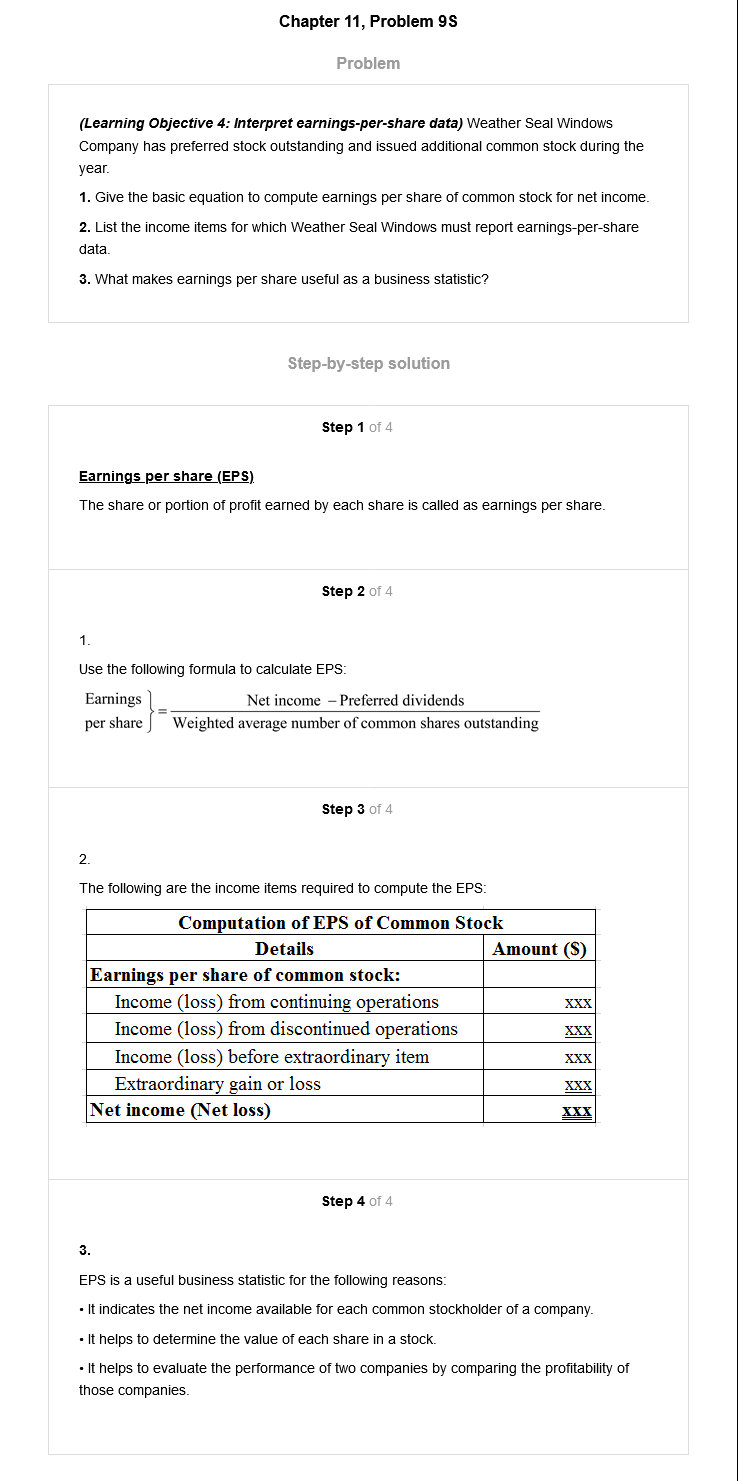 Chapter 11, Problem 9S
Problem
(Learning Objective 4: Interpret earnings-per-share data) Weather Seal Windows
Company has preferred stock outstanding and issued additional common stock during the
year.
1. Give the basic equation to compute earnings per share of common stock for net income.
2. List the income items for which Weather Seal Windows must report earnings-per-share
data.
3. What makes earnings per share useful as a business statistic?
Step-by-step solution
Step 1 of 4
Earnings per share (EPS)
The share or portion of profit earned by each share is called as earnings per share.
Step 2 of 4
1.
Use the following formula to calculate EPS:
Earnings per share } = Net income − Preferred dividends
Weighted average number of common shares outstanding
Step 3 of 4
2.
The following are the income items required to compute the EPS:
Computation of EPS of Common Stock
Details Amount ($)
Earnings per share of common stock:
Income (loss) from continuing operations xxx
Income (loss) from discontinued operations xxx
Income (loss) before extraordinary item xxx
Extraordinary gain or loss xxx
Net income (Net loss) xxx
Step 4 of 4
3.
EPS is a useful business statistic for the following reasons:
• It indicates the net income available for each common stockholder of a company.
• It helps to determine the value of each share in a stock.
• It helps to evaluate the performance of two companies by comparing the profitability of
those companies.